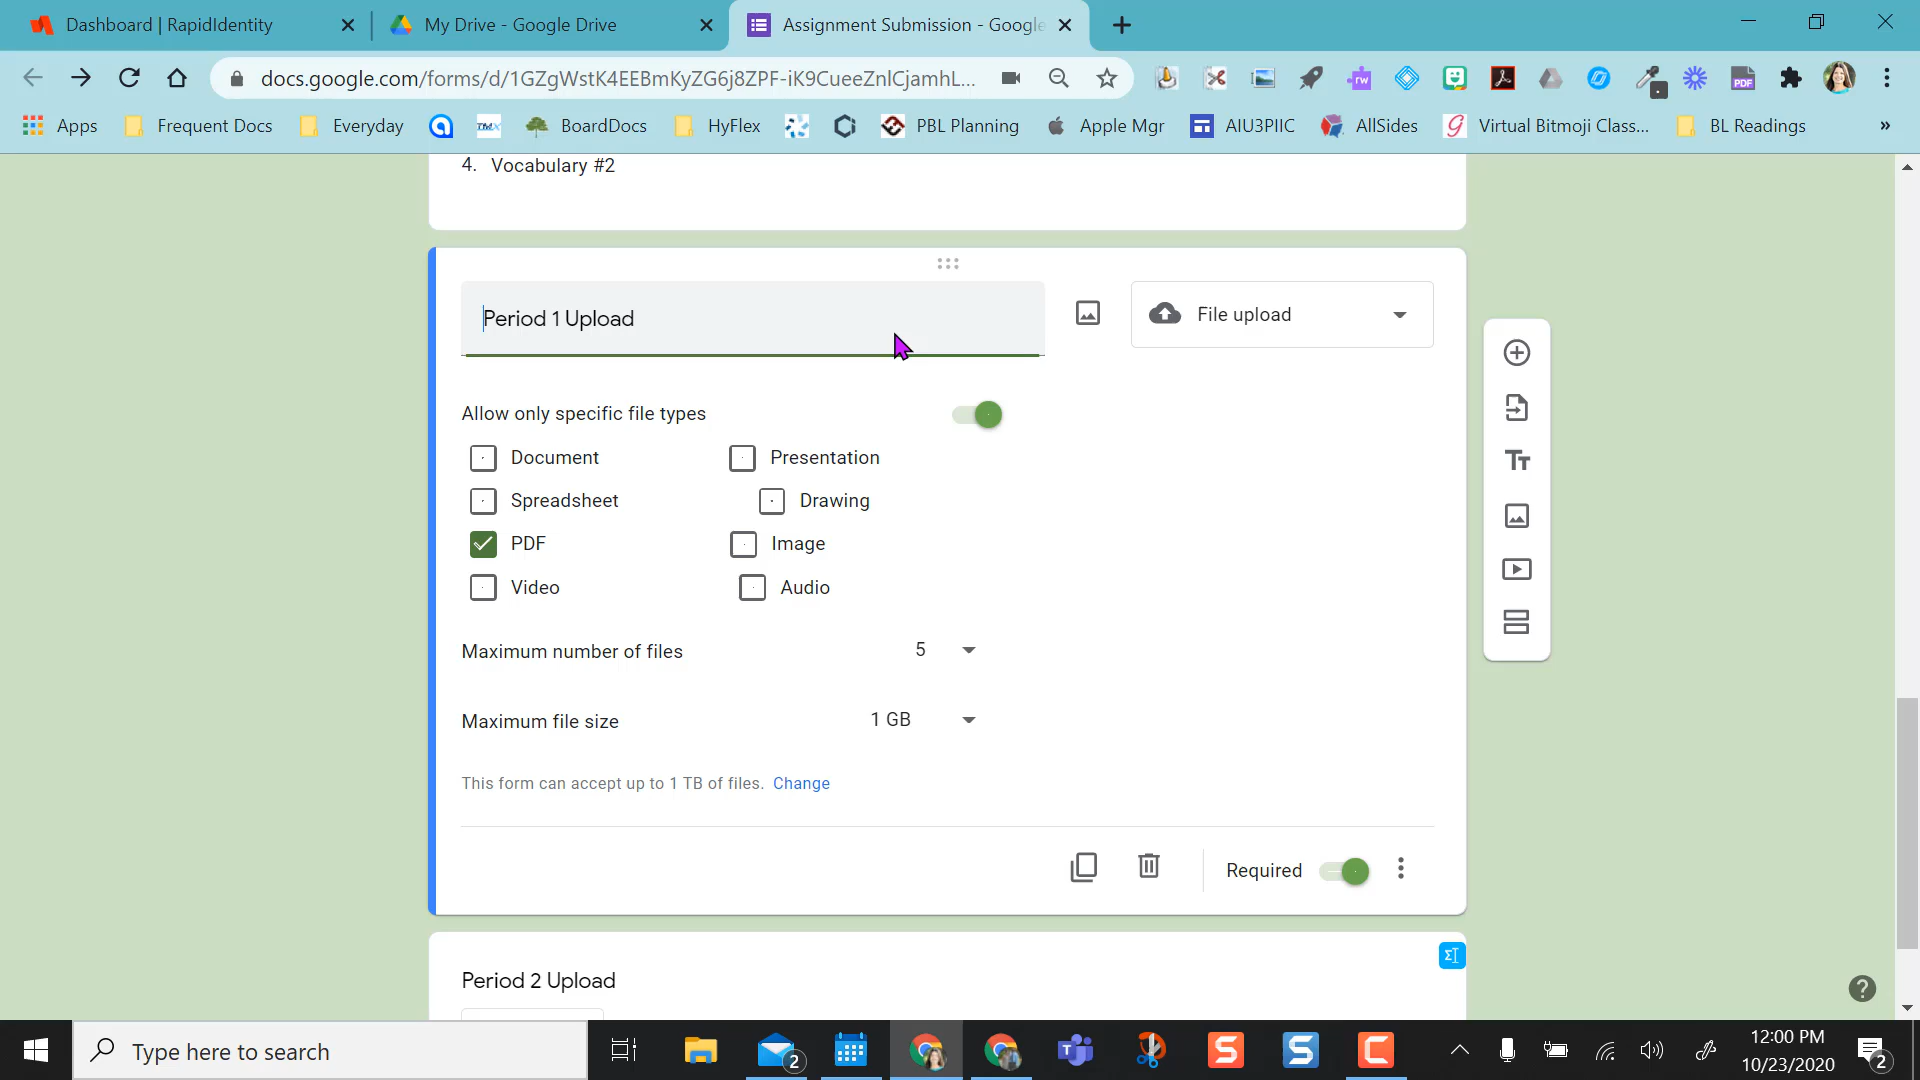 Dashboard | RapidIdentity
My Drive - Google Drive
Assignment Submission - Google
docs.google.com/forms/d/1GZgWstK4EEBmKyZG6j8ZPF-iK9CueeZnlCjamhL...
rw
PDF
Apps
Frequent Docs
Everyday
BoardDocs
HyFlex
PBL Planning
Apple Mgr
AIU3PIIC
AllSides
Virtual Bitmoji Class...
BL Readings
»
4. Vocabulary #2
Period 1 Upload
File upload
Allow only specific file types
Document
Presentation
Spreadsheet
Drawing
PDF
Image
Video
Audio
Maximum number of files
5
Maximum file size
1 GB
This form can accept up to 1 TB of files. Change
Required
Period 2 Upload
Type here to search
2
12:00 PM
10/23/2020
2